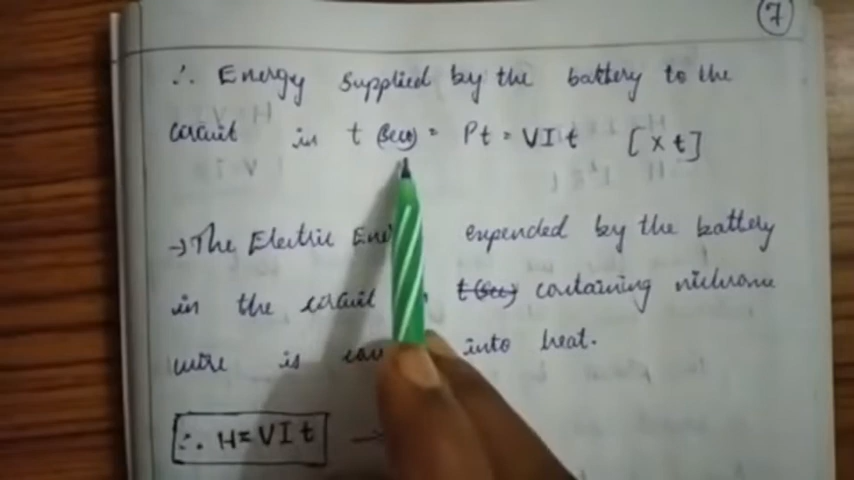 7
∴ Energy supplied by the battery to the
circuit in t (sec) = Pt = VIt [× t]
→ The Electric Ene expended by the battery
in the circuit t(sec) containing nichrome
wire is into heat.
∴ H = VIt →